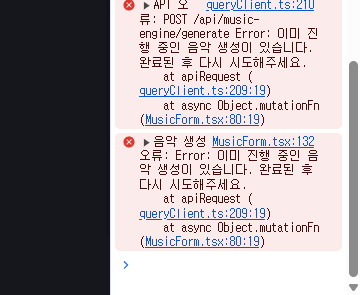 ▶API 오 queryClient.ts:210
류: POST /api/music-
engine/generate Error: 이미 진
행 중인 음악 생성이 있습니다.
완료된 후 다시 시도해주세요.
at apiRequest (
queryClient.ts:209:19)
at async Object.mutationFn
(MusicForm.tsx:80:19)
▶음악 생성 MusicForm.tsx:132
오류: Error: 이미 진행 중인 음
악 생성이 있습니다. 완료된 후
다시 시도해주세요.
at apiRequest (
queryClient.ts:209:19)
at async Object.mutationFn
(MusicForm.tsx:80:19)